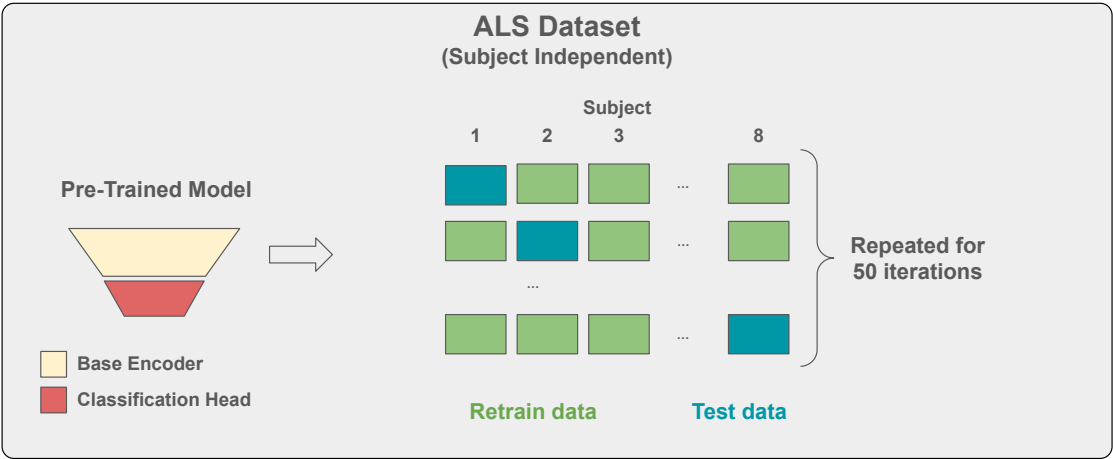 ALS Dataset
(Subject Independent)
Subject
1 2 3 8
Pre-Trained Model
...
...
Repeated for
50 iterations
...
...
Base Encoder
Classification Head
Retrain data
Test data